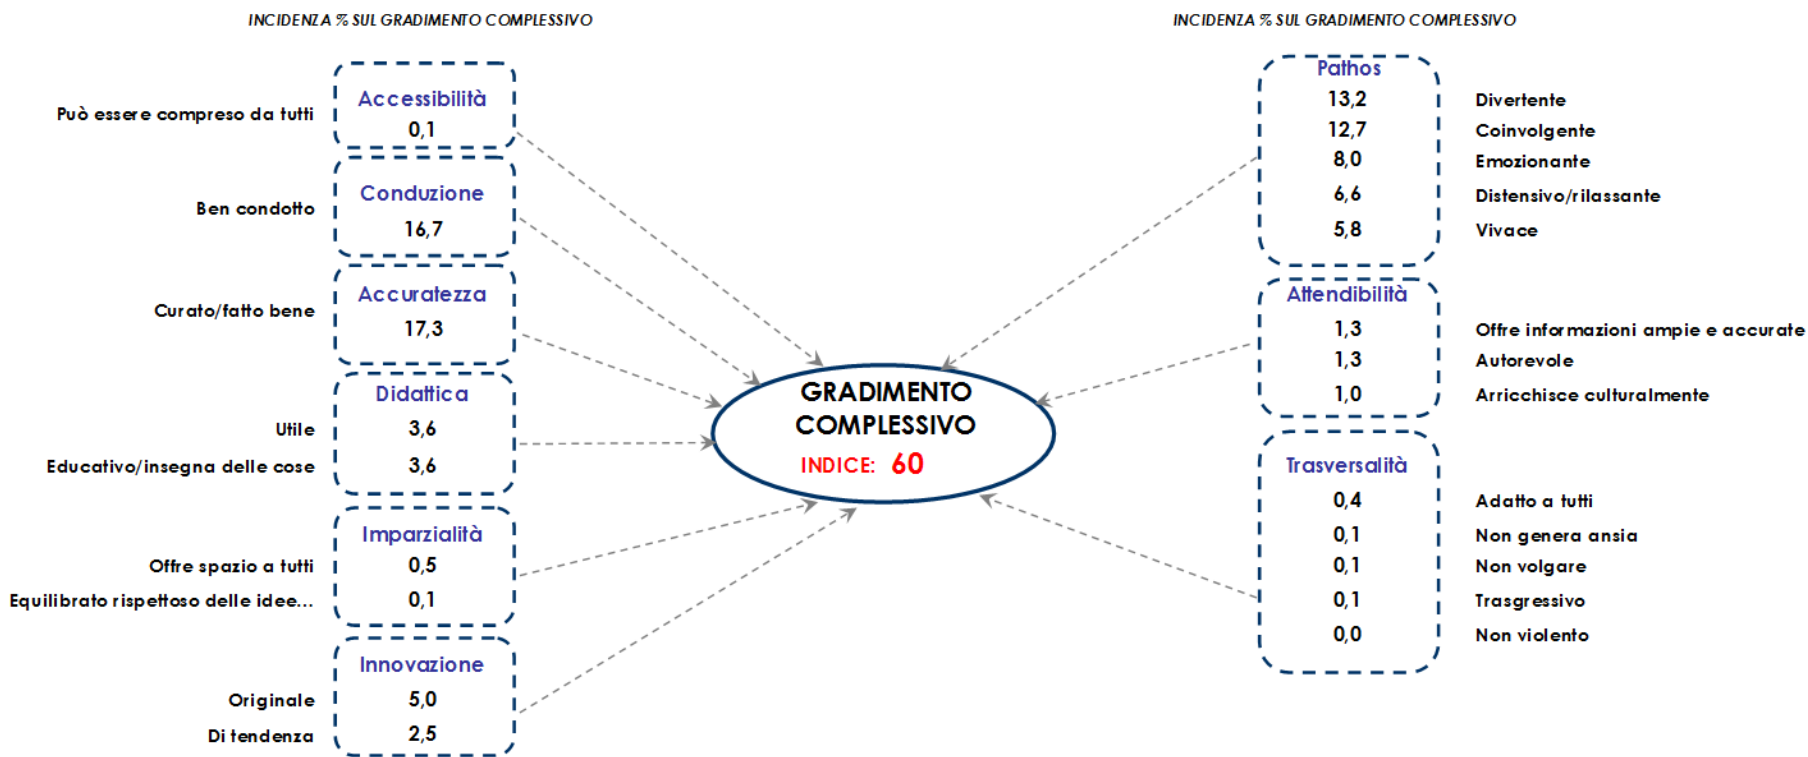 INCIDENZA % SUL GRADIMENTO COMPLESSIVO
Accessibilità
Può essere compreso da tutti
0,1
Conduzione
Ben condotto
16,7
Accuratezza
Curato/fatto bene
17,3
Didattica
Utile
3,6
Educativo/insegna delle cose
3,6
Imparzialità
Offre spazio a tutti
0,5
Equilibrato rispettoso delle idee...
0,1
Innovazione
Originale
5,0
Di tendenza
2,5
GRADIMENTO
COMPLESSIVO
INDICE: 60
INCIDENZA % SUL GRADIMENTO COMPLESSIVO
Pathos
13,2 Divertente
12,7 Coinvolgente
8,0 Emozionante
6,6 Distensivo/rilassante
5,8 Vivace
Attendibilità
1,3 Offre informazioni ampie e accurate
1,3 Autorevole
1,0 Arricchisce culturalmente
Trasversalità
0,4 Adatto a tutti
0,1 Non genera ansia
0,1 Non volgare
0,1 Trasgressivo
0,0 Non violento